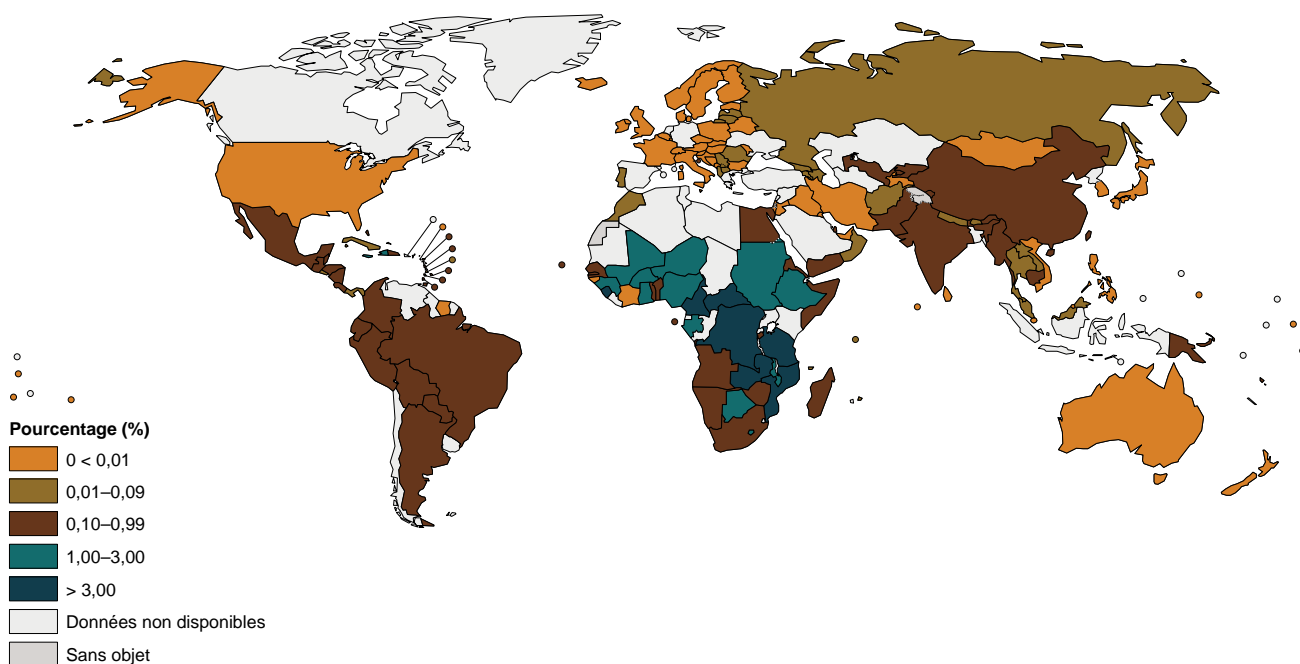 Pourcentage (%)
0 < 0,01
0,01–0,09
0,10–0,99
1,00–3,00
> 3,00
Données non disponibles
Sans objet